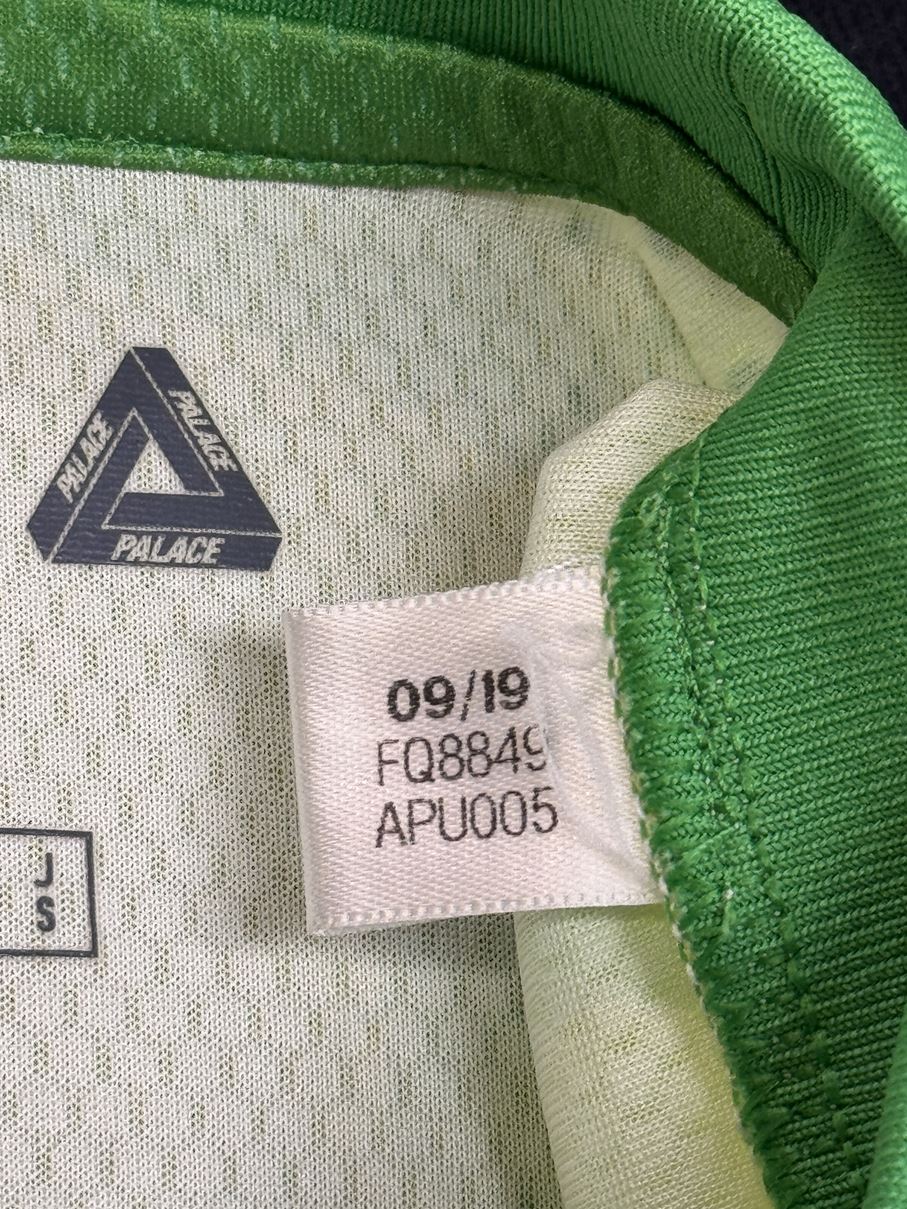 PALACE
PALACE
PALACE
09/19
FQ8849
APU005
J
S